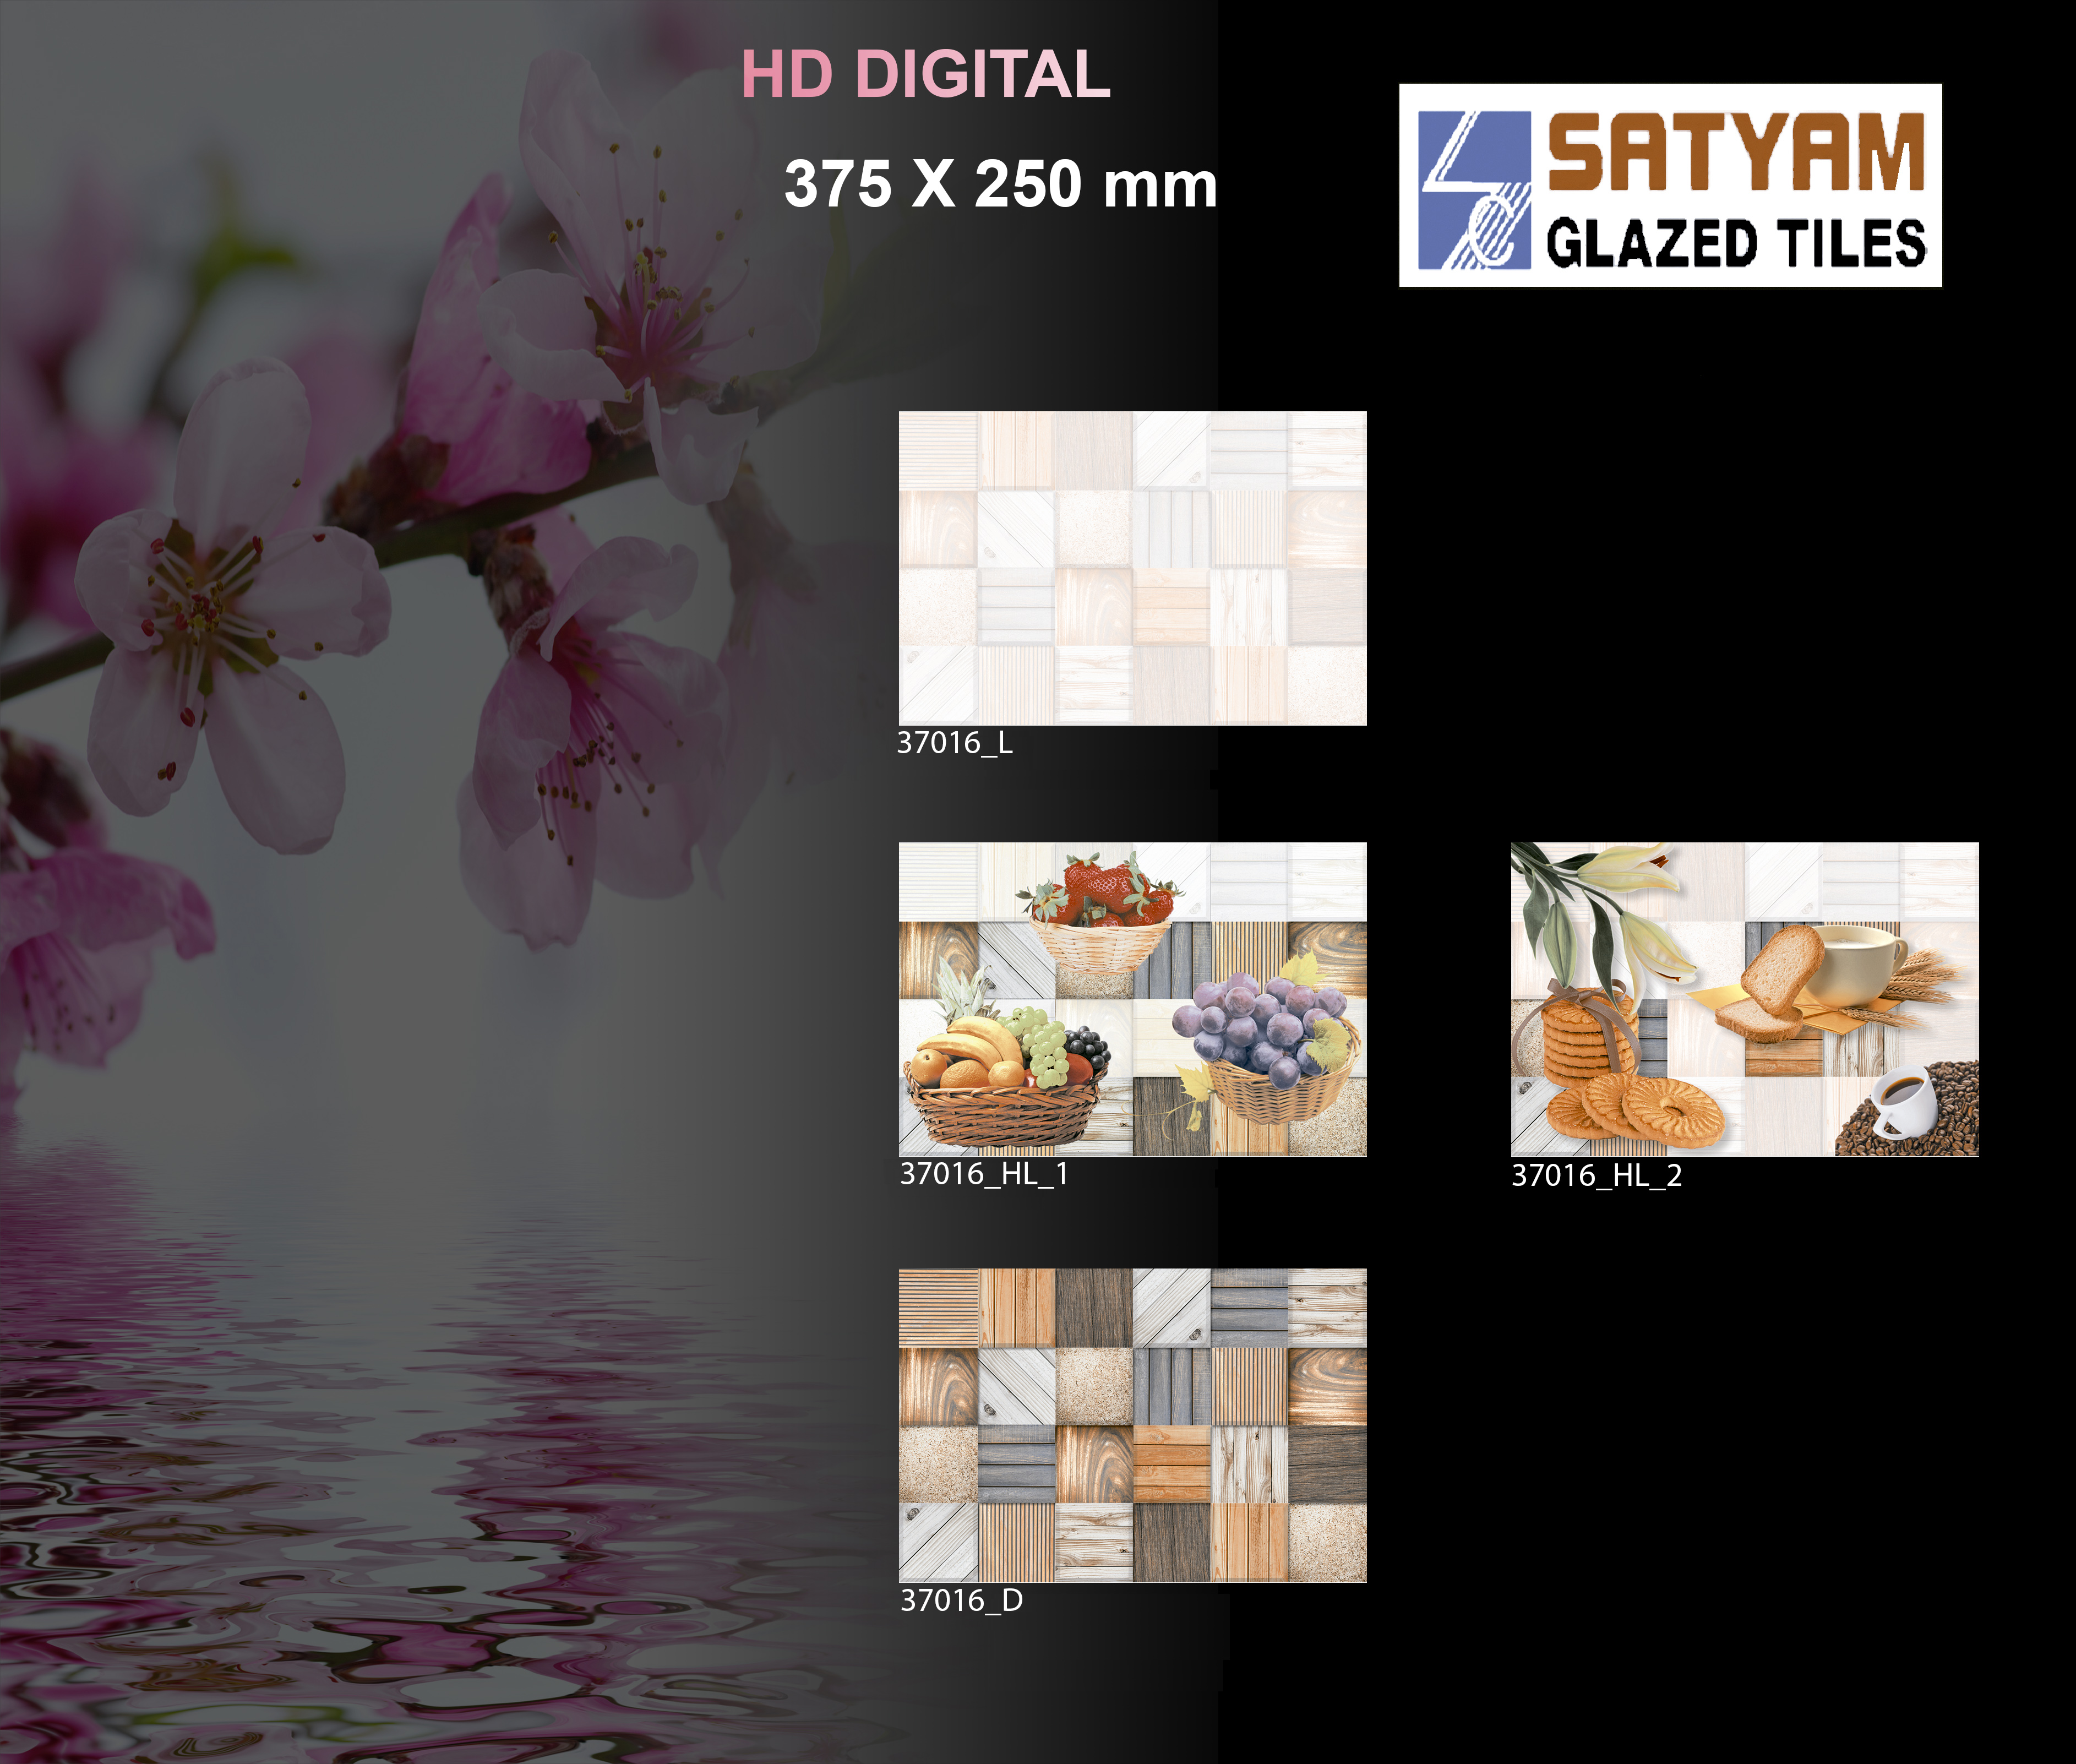 HD DIGITAL
375 X 250 mm
SATYAM
GLAZED TILES
37016_L
37016_HL_1
37016_HL_2
37016_D